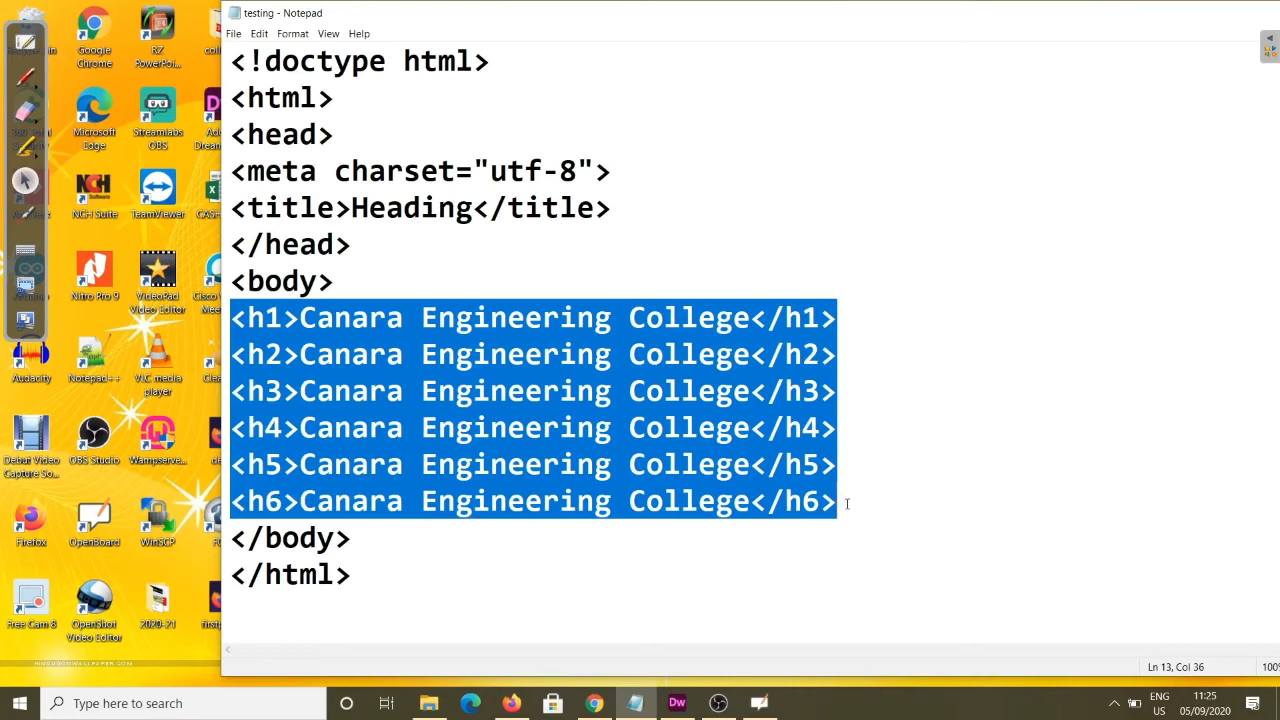 testing - Notepad
File Edit Format View Help
<!doctype html>
<html>
<head>
<meta charset="utf-8">
<title>Heading</title>
</head>
<body>
<h1>Canara Engineering College</h1>
<h2>Canara Engineering College</h2>
<h3>Canara Engineering College</h3>
<h4>Canara Engineering College</h4>
<h5>Canara Engineering College</h5>
<h6>Canara Engineering College</h6>
</body>
</html>
Ln 13, Col 36
100%
Google Chrome
RZ PowerPoi...
Microsoft Edge
Streamlabs OBS
NCH Suite
TeamViewer
Nitro Pro 9
VideoPad Video Editor
Audacity
Notepad++
VLC media player
Debut Video Capture So...
OBS Studio
Wampserve...
Firefox
OpenBoard
WinSCP
Free Cam 8
OpenShot Video Editor
2020-21
Type here to search
Dw
ENG
US
11:25
05/09/2020